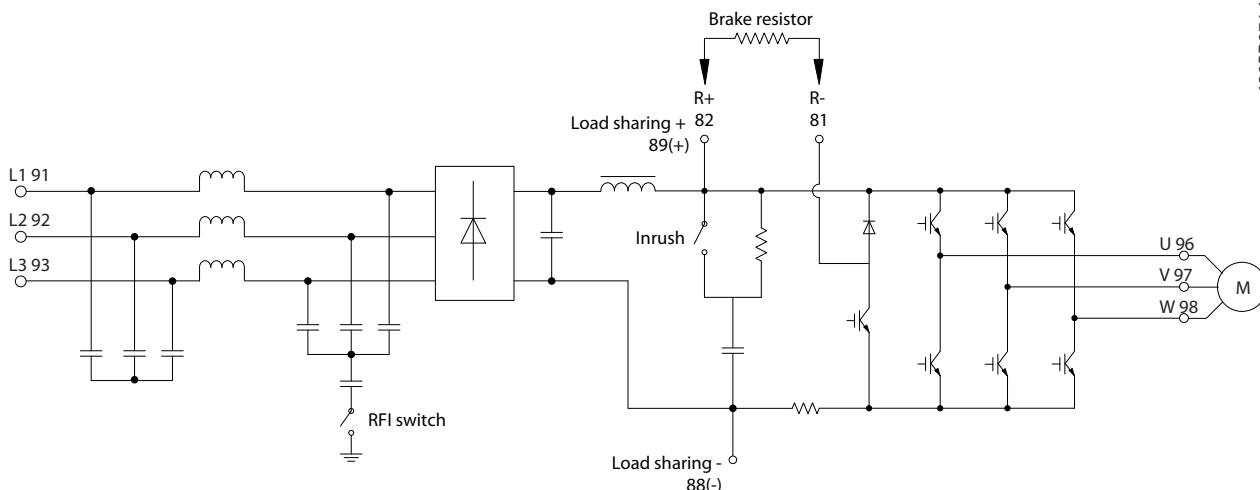 Brake resistor
R+
82
R-
81
Load sharing +
89(+)
L1 91
L2 92
L3 93
Inrush
U 96
V 97
W 98
M
RFI switch
Load sharing -
88(-)